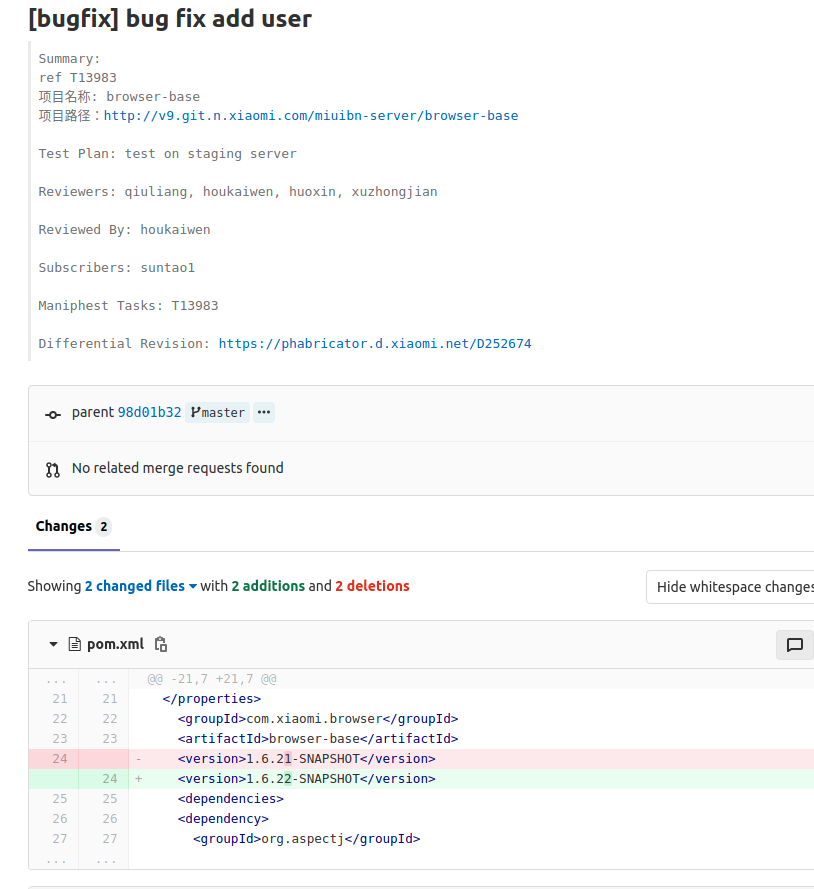 [bugfix] bug fix add user
Summary:
ref T13983
项目名称: browser-base
项目路径：http://v9.git.n.xiaomi.com/miuibn-server/browser-base
Test Plan: test on staging server
Reviewers: qiuliang, houkaiwen, huoxin, xuzhongjian
Reviewed By: houkaiwen
Subscribers: suntao1
Maniphest Tasks: T13983
Differential Revision: https://phabricator.d.xiaomi.net/D252674
parent 98d01b32 master ...
No related merge requests found
Changes 2
Showing 2 changed files with 2 additions and 2 deletions
Hide whitespace changes
pom.xml
... ... @@ -21,7 +21,7 @@
21 21 </properties>
22 22 <groupId>com.xiaomi.browser</groupId>
23 23 <artifactId>browser-base</artifactId>
24 - <version>1.6.21-SNAPSHOT</version>
24 + <version>1.6.22-SNAPSHOT</version>
25 25 <dependencies>
26 26 <dependency>
27 27 <groupId>org.aspectj</groupId>
... ...